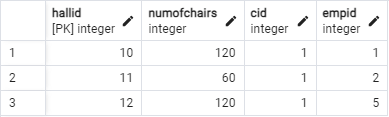 hallid numofchairs cid empid
[PK] integer integer integer integer
1 10 120 1 1
2 11 60 1 2
3 12 120 1 5